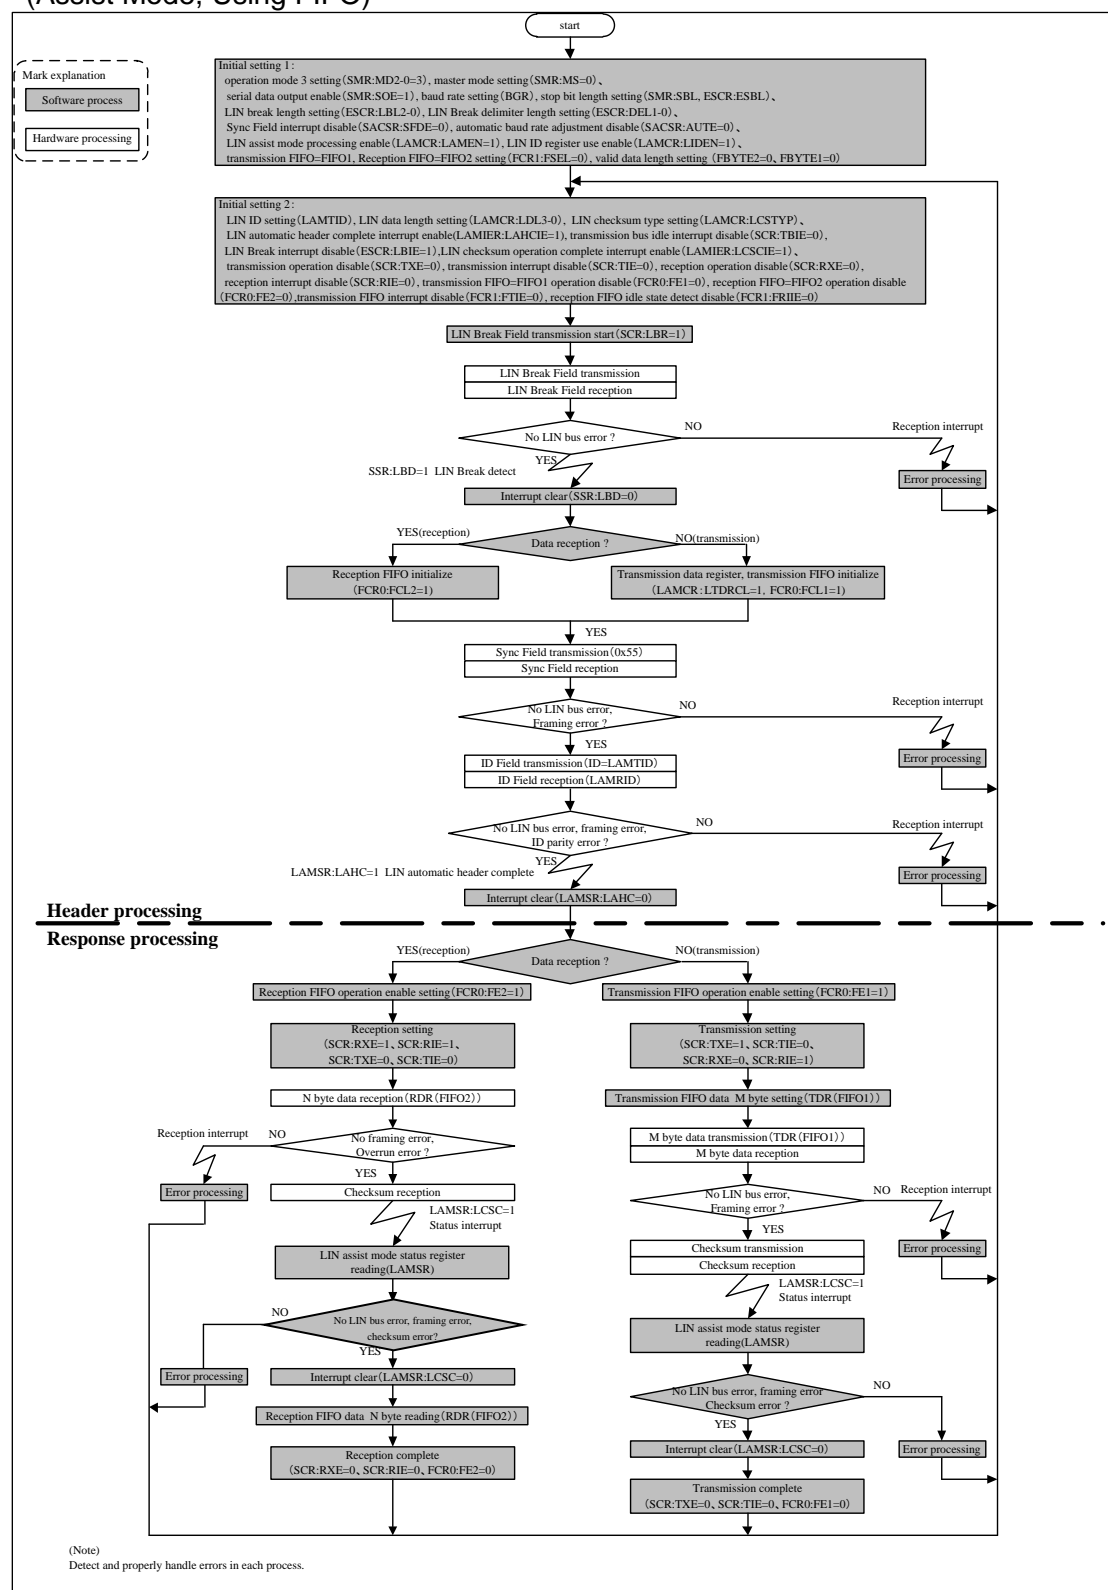 (Assist Mode, Using FIFO)
start
Mark explanation
Software process
Hardware processing
Initial setting 1:
operation mode 3 setting(SMR:MD2-0=3), master mode setting(SMR:MS=0)、
serial data output enable(SMR:SOE=1), baud rate setting(BGR), stop bit length setting(SMR:SBL, ESCR:ESBL)、
LIN break length setting(ESCR:LBL2-0), LIN Break delimiter length setting(ESCR:DEL1-0)、
Sync Field interrupt disable(SACSR:SFDE=0), automatic baud rate adjustment disable(SACSR:AUTE=0)、
LIN assist mode processing enable(LAMCR:LAMEN=1), LIN ID register use enable(LAMCR:LIDEN=1)、
transmission FIFO=FIFO1, Reception FIFO=FIFO2 setting(FCR1:FSEL=0), valid data length setting (FBYTE2=0、FBYTE1=0)
Initial setting 2:
LIN ID setting(LAMTID), LIN data length setting(LAMCR:LDL3-0), LIN checksum type setting(LAMCR:LCSTYP)、
LIN automatic header complete interrupt enable(LAMIER:LAHCIE=1), transmission bus idle interrupt disable(SCR:TBIE=0)、
LIN Break interrupt disable(ESCR:LBIE=1),LIN checksum operation complete interrupt enable(LAMIER:LCSCIE=1)、
transmission operation disable(SCR:TXE=0), transmission interrupt disable(SCR:TIE=0), reception operation disable(SCR:RXE=0),
reception interrupt disable(SCR:RIE=0), transmission FIFO=FIFO1 operation disable(FCR0:FE1=0), reception FIFO=FIFO2 operation disable
(FCR0:FE2=0),transmission FIFO interrupt disable(FCR1:FTIE=0), reception FIFO idle state detect disable(FCR1:FRIIE=0)
LIN Break Field transmission start(SCR:LBR=1)
LIN Break Field transmission
LIN Break Field reception
No LIN bus error ?
NO
Reception interrupt
YES
SSR:LBD=1 LIN Break detect
Error processing
Interrupt clear(SSR:LBD=0)
YES(reception)
Data reception ?
NO(transmission)
Reception FIFO initialize
(FCR0:FCL2=1)
Transmission data register, transmission FIFO initialize
(LAMCR:LTDRCL=1, FCR0:FCL1=1)
YES
Sync Field transmission(0x55)
Sync Field reception
No LIN bus error,
Framing error ?
NO
Reception interrupt
YES
Error processing
ID Field transmission(ID=LAMTID)
ID Field reception(LAMRID)
No LIN bus error, framing error,
ID parity error ?
NO
Reception interrupt
YES
LAMSR:LAHC=1 LIN automatic header complete
Error processing
Interrupt clear(LAMSR:LAHC=0)
Header processing
Response processing
YES(reception)
Data reception ?
NO(transmission)
Reception FIFO operation enable setting(FCR0:FE2=1)
Transmission FIFO operation enable setting(FCR0:FE1=1)
Reception setting
(SCR:RXE=1、SCR:RIE=1、
SCR:TXE=0、SCR:TIE=0)
Transmission setting
(SCR:TXE=1、SCR:TIE=0、
SCR:RXE=0、SCR:RIE=1)
N byte data reception(RDR(FIFO2))
Transmission FIFO data M byte setting(TDR(FIFO1))
Reception interrupt
NO
No framing error,
Overrun error ?
M byte data transmission(TDR(FIFO1))
M byte data reception
YES
Error processing
Checksum reception
No LIN bus error,
Framing error ?
NO
Reception interrupt
LAMSR:LCSC=1
Status interrupt
YES
Checksum transmission
Checksum reception
Error processing
LIN assist mode status register
reading(LAMSR)
LAMSR:LCSC=1
Status interrupt
NO
No LIN bus error, framing error,
checksum error?
LIN assist mode status register
reading(LAMSR)
YES
Error processing
Interrupt clear(LAMSR:LCSC=0)
No LIN bus error, framing error
Checksum error ?
NO
Reception FIFO data N byte reading(RDR(FIFO2))
YES
Reception complete
(SCR:RXE=0、SCR:RIE=0、FCR0:FE2=0)
Interrupt clear(LAMSR:LCSC=0)
Error processing
Transmission complete
(SCR:TXE=0、SCR:TIE=0、FCR0:FE1=0)
(Note)
Detect and properly handle errors in each process.